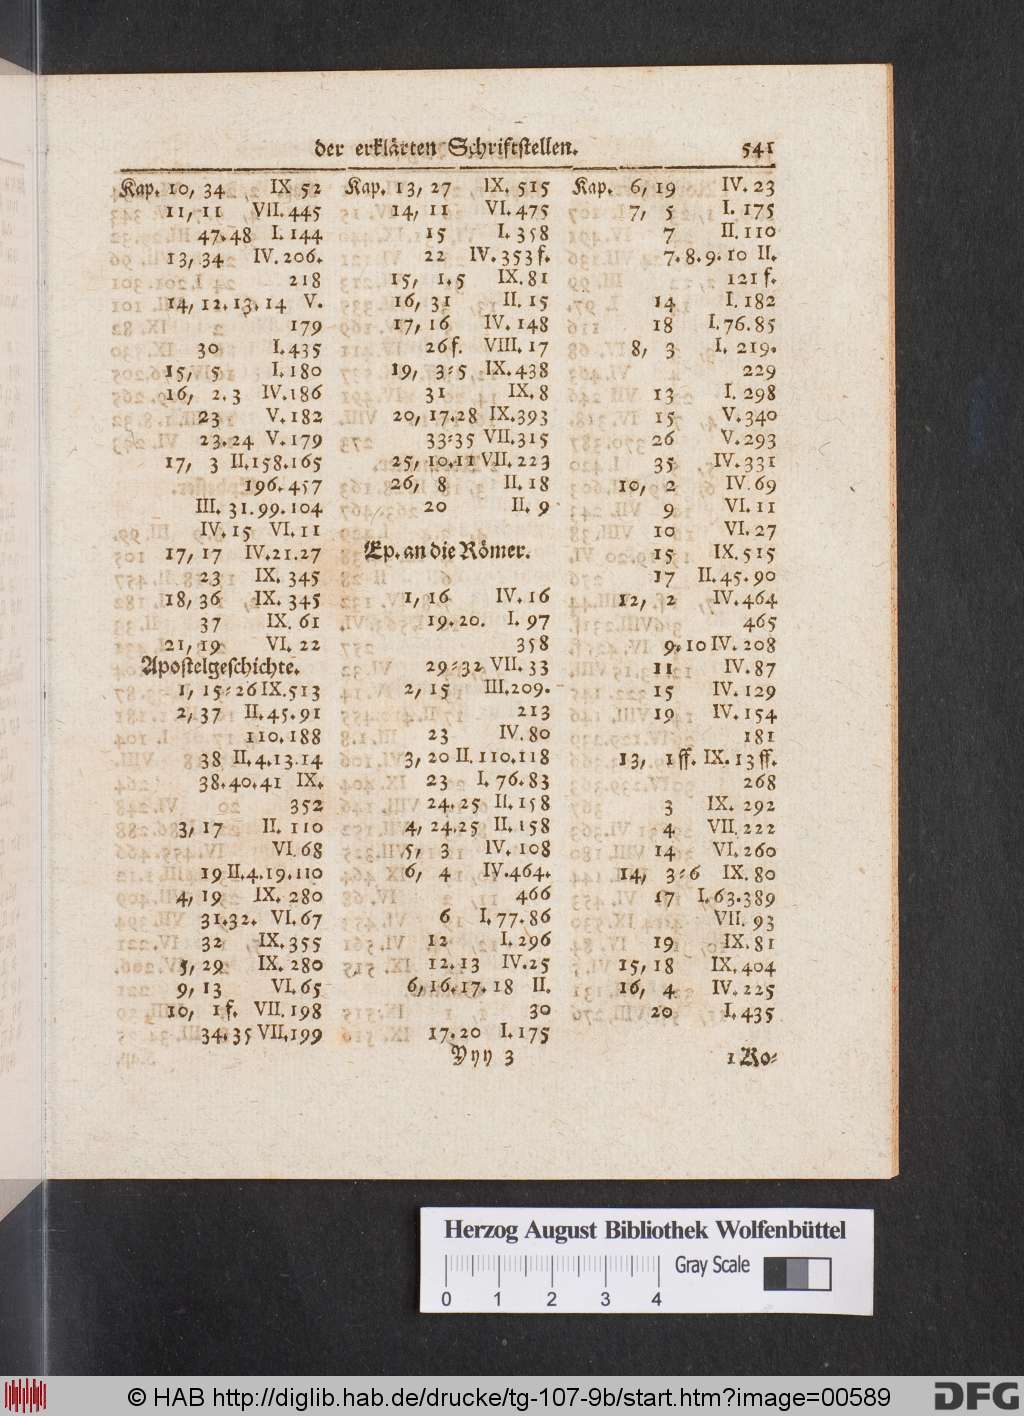 der erklärten Schriftstellen. 541
Kap. 10, 34 IX 52
11, 11 VII. 445
47.48 I. 144
13, 34 IV. 206.
218
14, 12.13.14 V.
179
30 I. 435
15, 5 I. 180
16, 2.3 IV. 186
23 V. 182
23.24 V. 179
17, 3 II. 158.165
196.457
III. 31.99.104
IV. 15 VI. 11
17, 17 IV. 21.27
23 IX. 345
18, 36 IX. 345
37 IX. 61
21, 19 VI. 22
Apostelgeschichte.
1, 15=26 IX. 513
2, 37 II. 45.91
110.188
38 II. 4.13.14
38.40.41 IX.
352
3, 17 II. 110
VI. 68
19 II. 4.19.110
4, 19 IX. 280
31.32. VI. 67
32 IX. 355
5, 29 IX. 280
9, 13 VI. 65
10, 1f. VII. 198
34.35 VII. 199
Kap. 13, 27 IX. 515
14, 11 VI. 475
15 I. 358
22 IV. 353 f.
15, 1.5 IX. 81
16, 31 II. 15
17, 16 IV. 148
26f. VIII. 17
19, 3=5 IX. 438
31 IX. 8
20, 17.28 IX. 393
33=35 VII. 315
25, 10.11 VII. 223
26, 8 II. 18
20 II. 9
Ep. an die Römer.
1, 16 IV. 16
19.20. I. 97
358
29=32 VII. 33
2, 15 III. 209.
213
23 IV. 80
3, 20 II. 110.118
23 I. 76.83
24.25 II. 158
4, 24.25 II. 158
5, 3 IV. 108
6, 4 IV. 464.
466
6 I. 77.86
12 I. 296
12.13 IV. 25
6, 16.17.18 II.
30
17.20 I. 175
Kap. 6, 19 IV. 23
7, 5 I. 175
7 II. 110
7.8.9.10 II.
121 f.
14 I. 182
18 I. 76.85
8, 3 I. 219.
229
13 I. 298
15 V. 340
26 V. 293
35 IV. 331
10, 2 IV. 69
9 VI. 11
10 VI. 27
15 IX. 515
17 II. 45.90
12, 2 IV. 464
465
9.10 IV. 208
11 IV. 87
15 IV. 129
19 IV. 154
181
13, 1ff. IX. 13 ff.
268
3 IX. 292
4 VII. 222
14 VI. 260
14, 3=6 IX. 80
17 I. 63.389
VII. 93
19 IX. 81
15, 18 IX. 404
16, 4 IV. 225
20 I. 435
Yyy 3 1 Ko=
Herzog August Bibliothek Wolfenbüttel
Gray Scale
0 1 2 3 4
© HAB http://diglib.hab.de/drucke/tg-107-9b/start.htm?image=00589
DFG